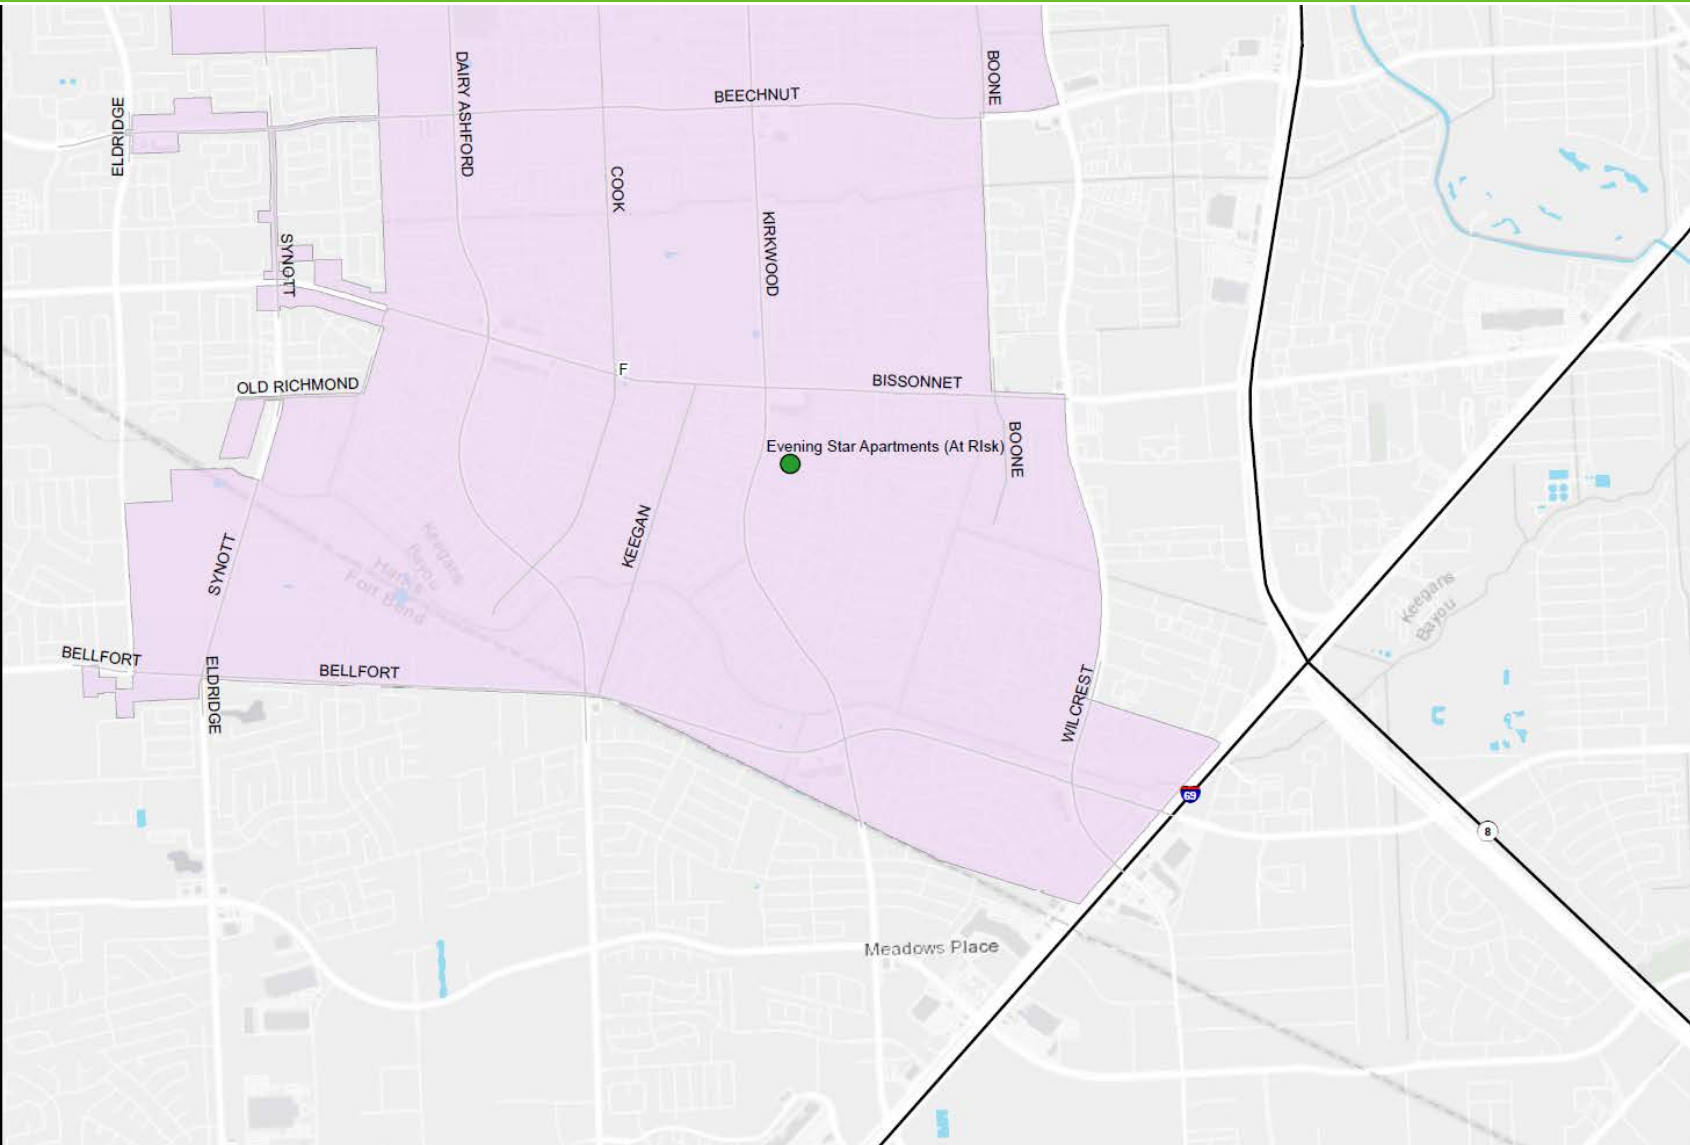 BOONE
DAIRY ASHFORD
BEECHNUT
ELDRIDGE
COOK
KIRKWOOD
SYNOTT
F
OLD RICHMOND
BISSONNET
Evening Star Apartments (At RIsk)
BOONE
KEEGAN
SYNOTT
Keegans
Bayou
Harris
Fort Bend
Keegans
Bayou
BELLFORT
BELLFORT
ELDRIDGE
WILCREST
69
8
Meadows Place